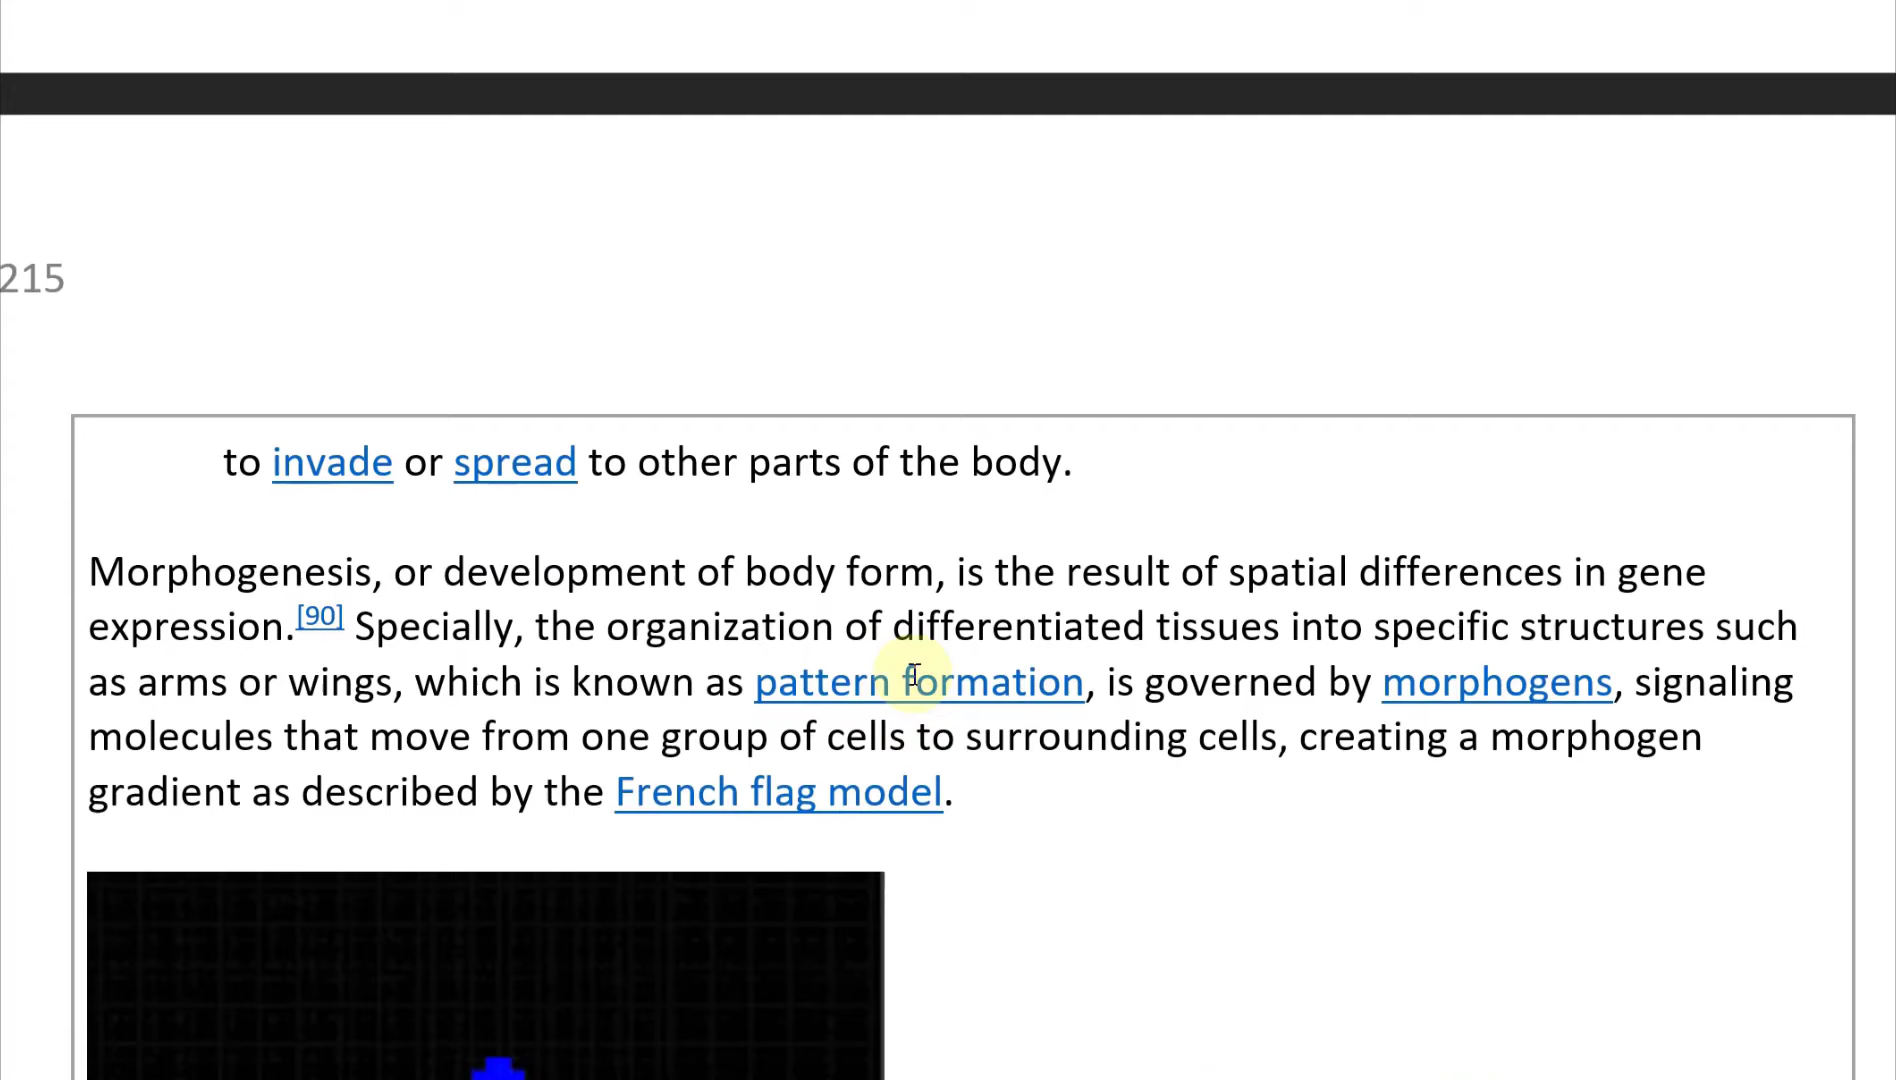 215
to invade or spread to other parts of the body.
Morphogenesis, or development of body form, is the result of spatial differences in gene
expression.[90] Specially, the organization of differentiated tissues into specific structures such
as arms or wings, which is known as pattern formation, is governed by morphogens, signaling
molecules that move from one group of cells to surrounding cells, creating a morphogen
gradient as described by the French flag model.